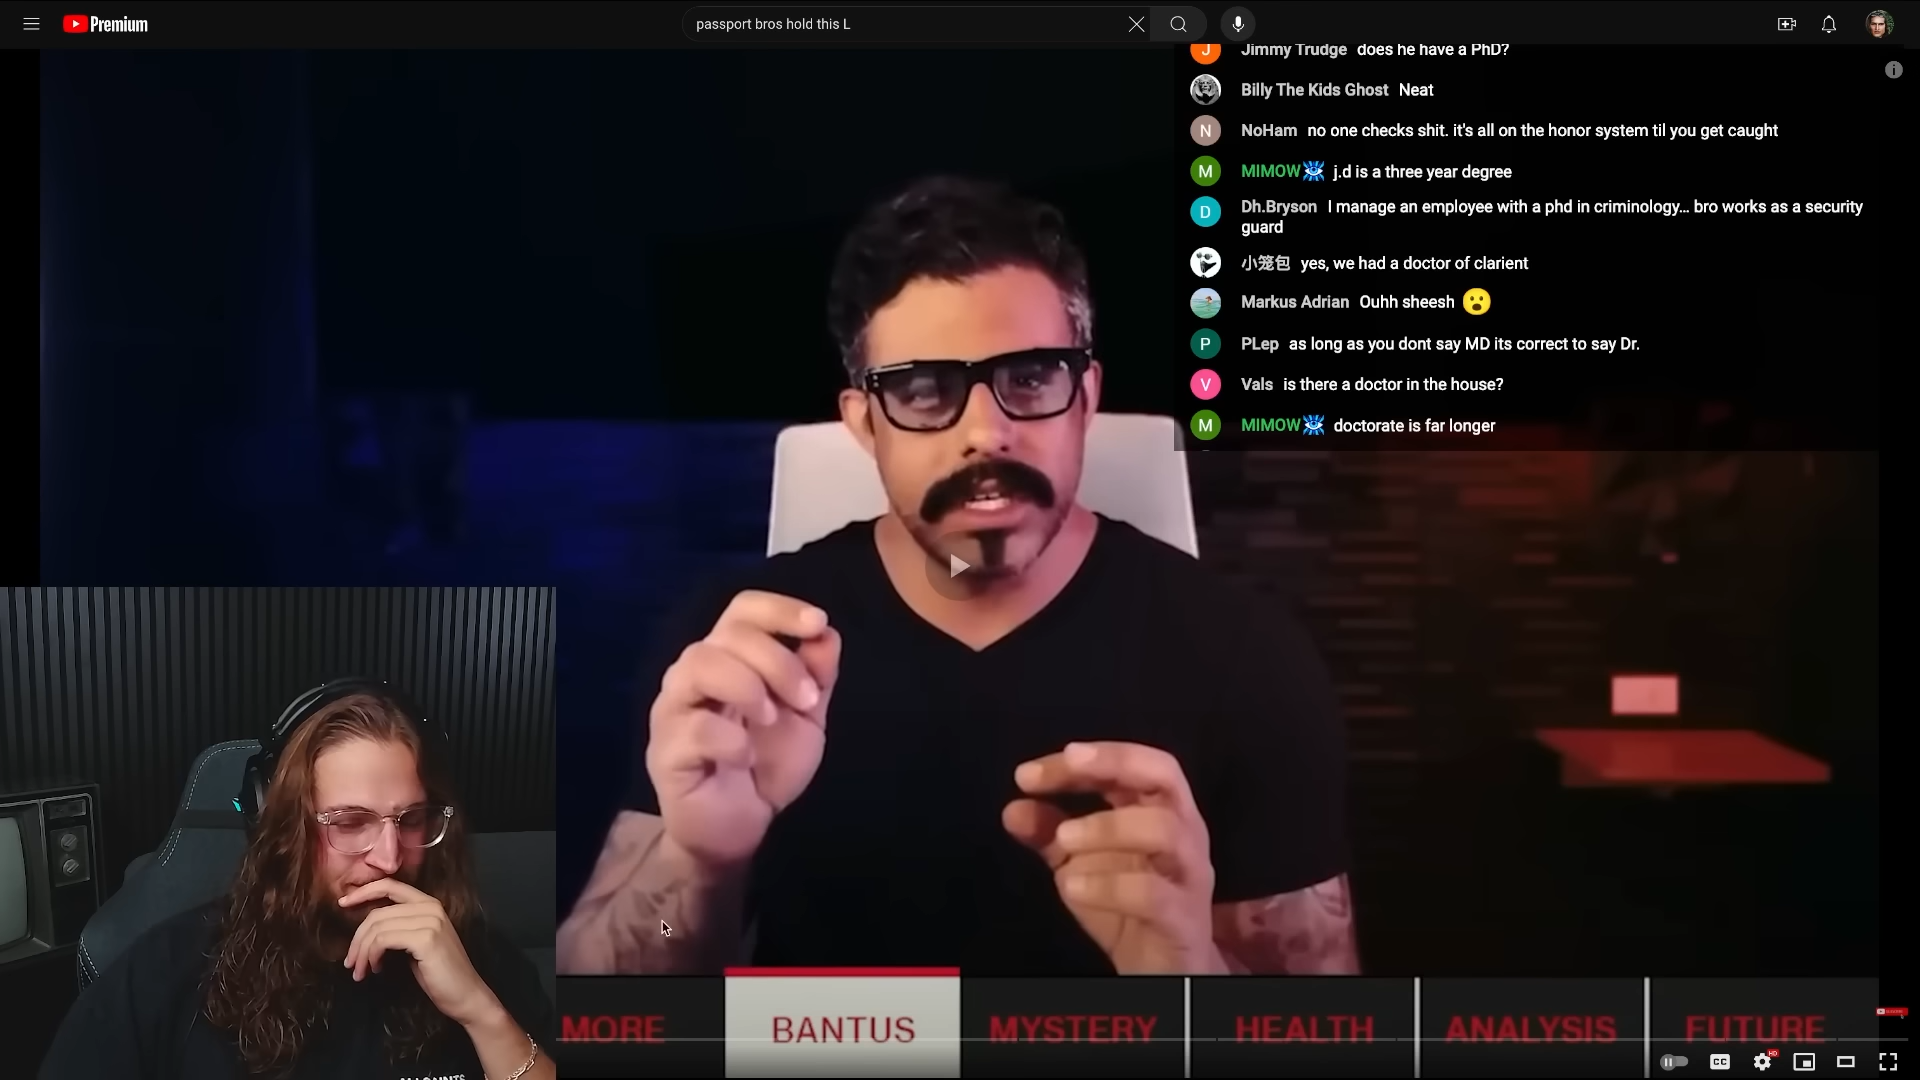 Premium
passport bros hold this L
J Jimmy Trudge does he have a PhD?
Billy The Kids Ghost Neat
N NoHam no one checks shit. it's all on the honor system til you get caught
M MIMOW j.d is a three year degree
D Dh.Bryson I manage an employee with a phd in criminology... bro works as a security
guard
小笼包 yes, we had a doctor of clarient
Markus Adrian Ouhh sheesh
P PLep as long as you dont say MD its correct to say Dr.
V Vals is there a doctor in the house?
M MIMOW doctorate is far longer
MORE
BANTUS
MYSTERY
HEALTH
ANALYSIS
FUTURE
CC
HD